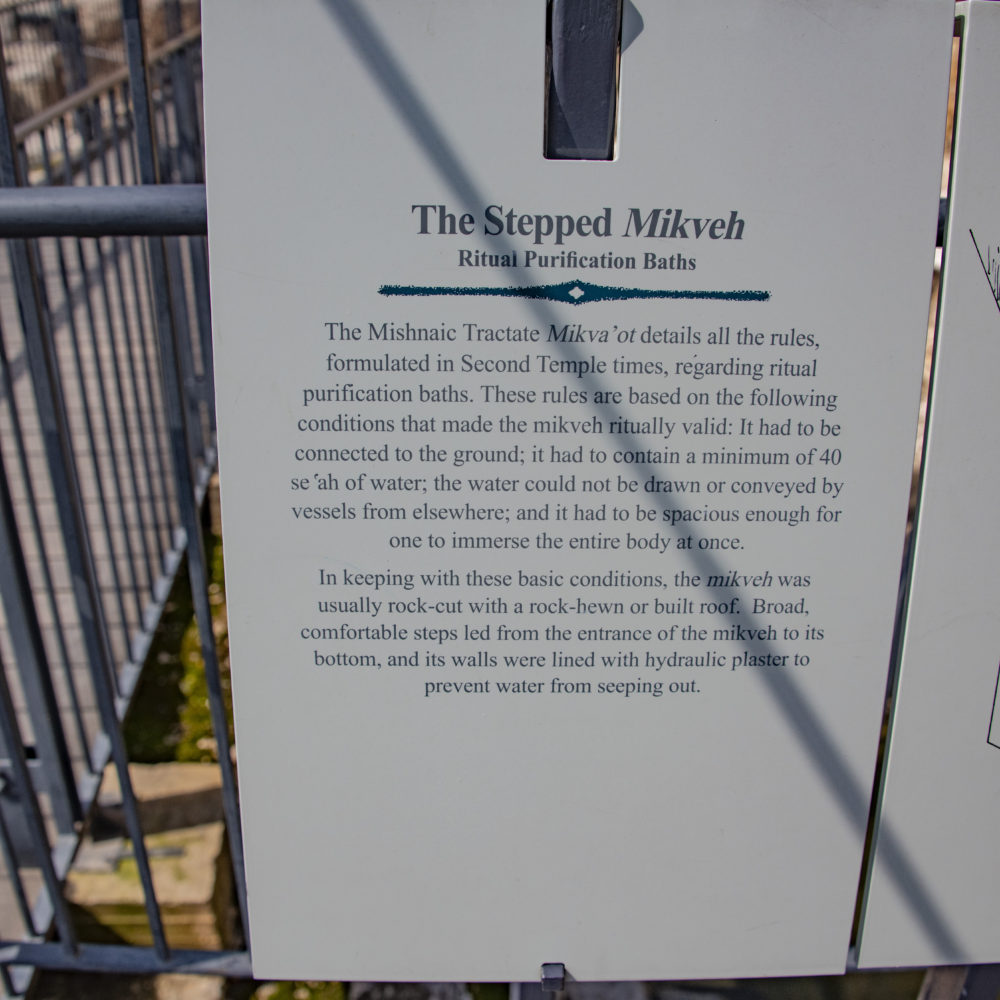 The Stepped Mikveh
Ritual Purification Baths
The Mishnaic Tractate Mikva’ot details all the rules,
formulated in Second Temple times, regarding ritual
purification baths. These rules are based on the following
conditions that made the mikveh ritually valid: It had to be
connected to the ground; it had to contain a minimum of 40
se‘ah of water; the water could not be drawn or conveyed by
vessels from elsewhere; and it had to be spacious enough for
one to immerse the entire body at once.
In keeping with these basic conditions, the mikveh was
usually rock-cut with a rock-hewn or built roof. Broad,
comfortable steps led from the entrance of the mikveh to its
bottom, and its walls were lined with hydraulic plaster to
prevent water from seeping out.